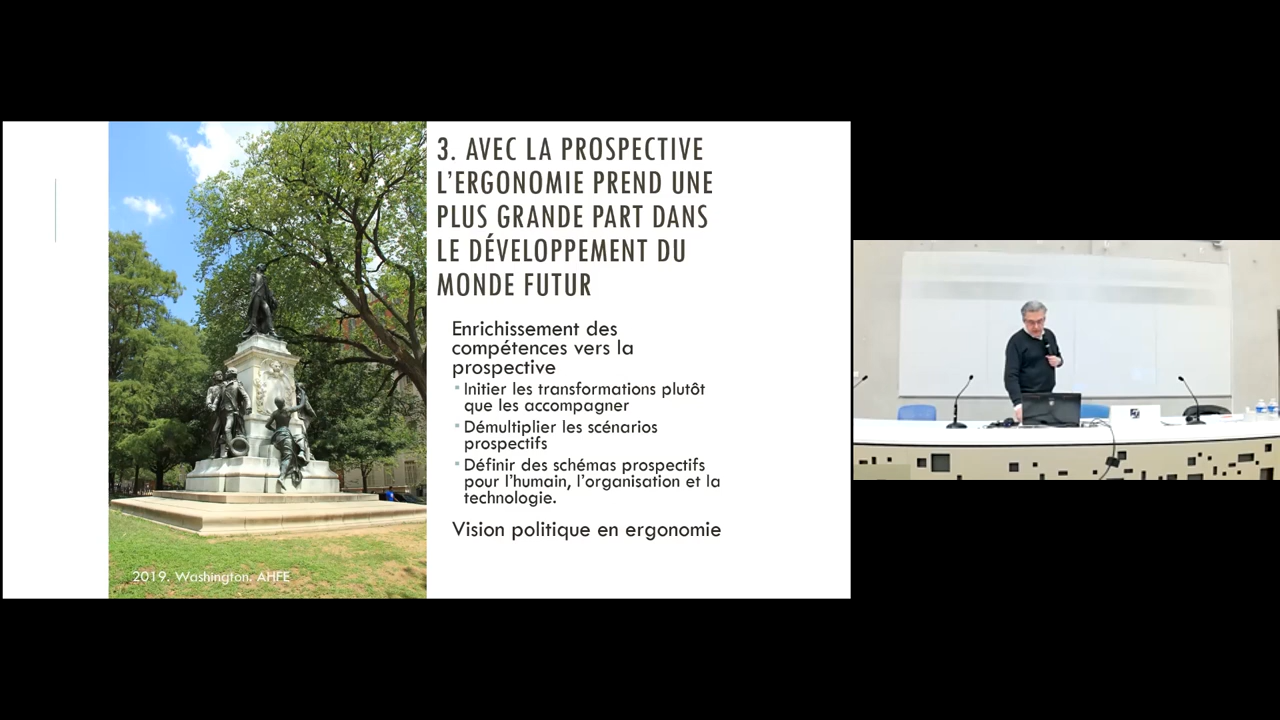 3. AVEC LA PROSPECTIVE
L'ERGONOMIE PREND UNE
PLUS GRANDE PART DANS
LE DÉVELOPPEMENT DU
MONDE FUTUR
Enrichissement des
compétences vers la
prospective
Initier les transformations plutôt
que les accompagner
Démultiplier les scénarios
prospectifs
Définir des schémas prospectifs
pour l'humain, l'organisation et la
technologie.
Vision politique en ergonomie
2019. Washington. AHFE